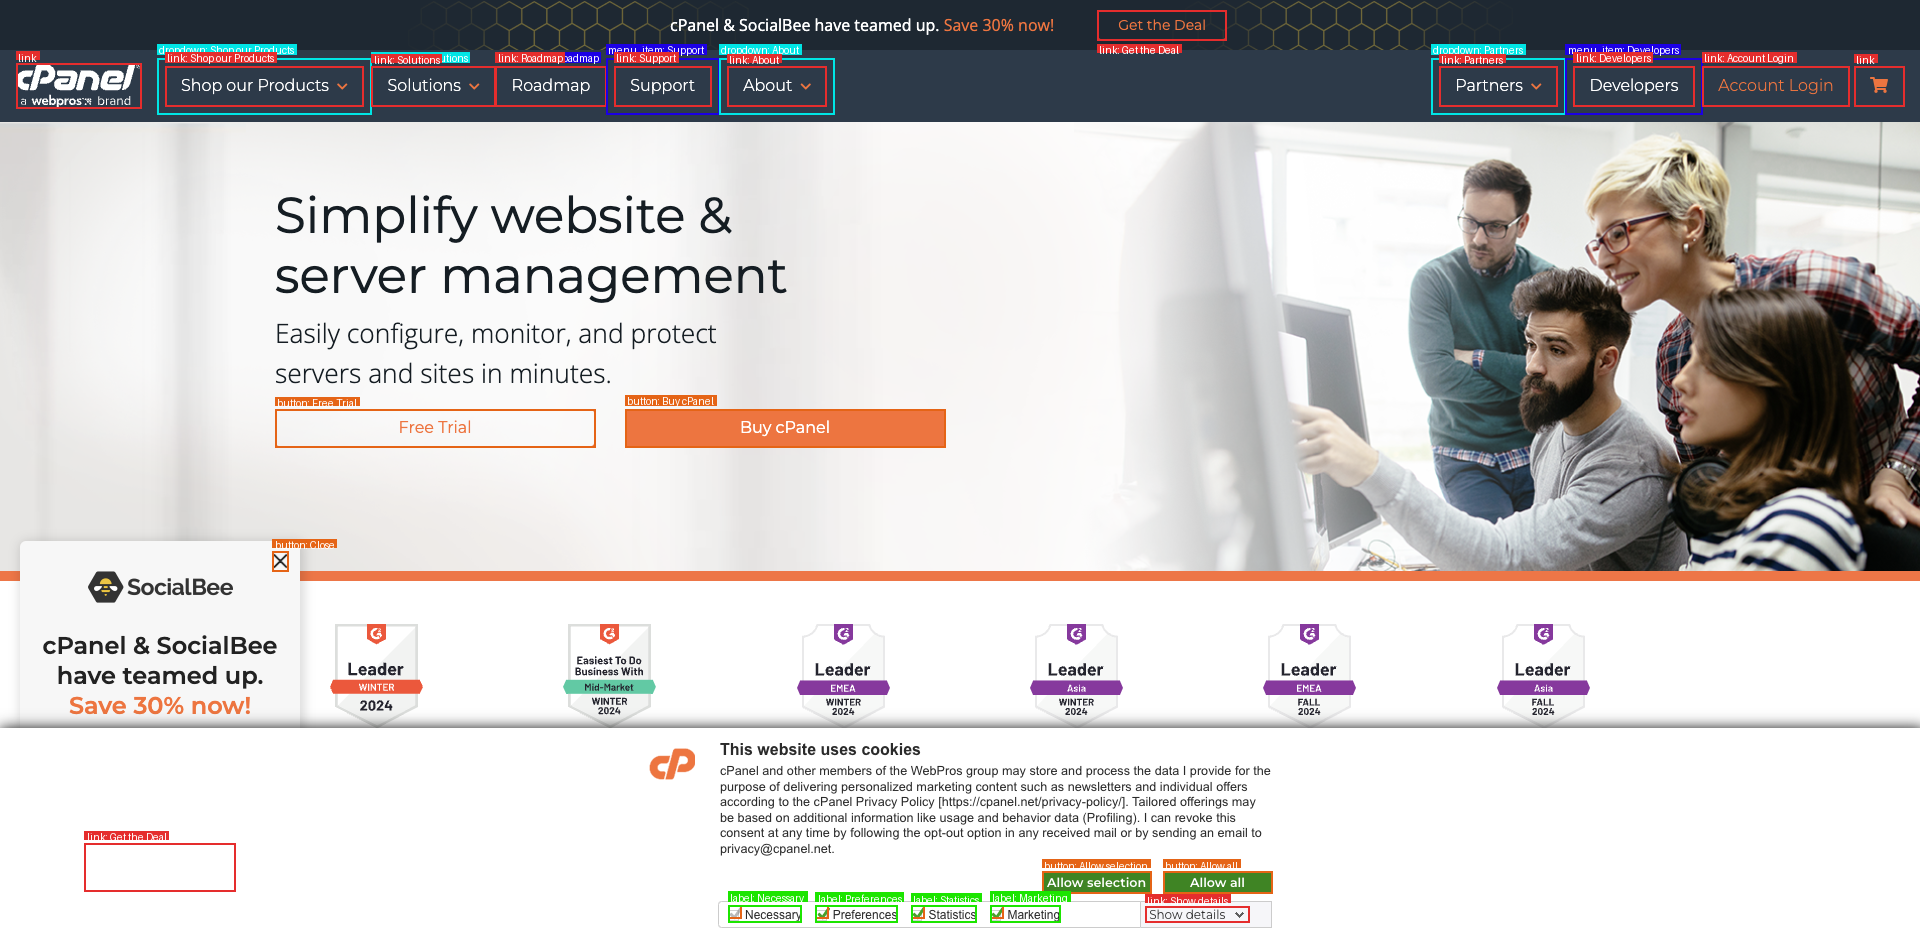 cPanel & SocialBee have teamed up. Save 30% now!
Get the Deal
link: Get the Deal
link
cPanel
a webpros brand
dropdown: Shop our Products
link: Shop our Products
Shop our Products
link: Solutions
Solutions
link: Roadmap
Roadmap
menu_item: Support
link: Support
Support
dropdown: About
link: About
About
dropdown: Partners
link: Partners
Partners
menu_item: Developers
link: Developers
Developers
link: Account Login
Account Login
link
Simplify website &
server management
Easily configure, monitor, and protect
servers and sites in minutes.
button: Free Trial
Free Trial
button: Buy cPanel
Buy cPanel
button: Close
SocialBee
cPanel & SocialBee
have teamed up.
Save 30% now!
Leader
WINTER
2024
Easiest To Do
Business With
Mid-Market
WINTER
2024
Leader
EMEA
WINTER
2024
Leader
Asia
WINTER
2024
Leader
EMEA
FALL
2024
Leader
Asia
FALL
2024
link: Get the Deal
This website uses cookies
cPanel and other members of the WebPros group may store and process the data I provide for the
purpose of delivering personalized marketing content such as newsletters and individual offers
according to the cPanel Privacy Policy [https://cpanel.net/privacy-policy/]. Tailored offerings may
be based on additional information like usage and behavior data (Profiling). I can revoke this
consent at any time by following the opt-out option in any received mail or by sending an email to
privacy@cpanel.net.
button: Allow selection
Allow selection
button: Allow all
Allow all
label: Necessary
Necessary
label: Preferences
Preferences
label: Statistics
Statistics
label: Marketing
Marketing
link: Show details
Show details